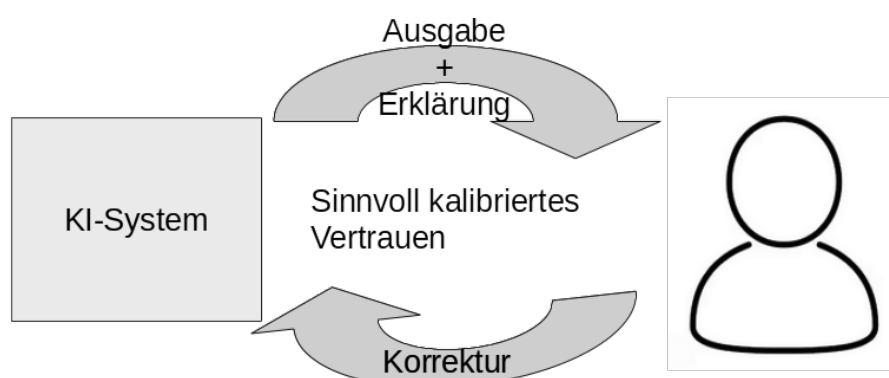 Ausgabe
+
Erklärung
KI-System
Sinnvoll kalibriertes
Vertrauen
Korrektur